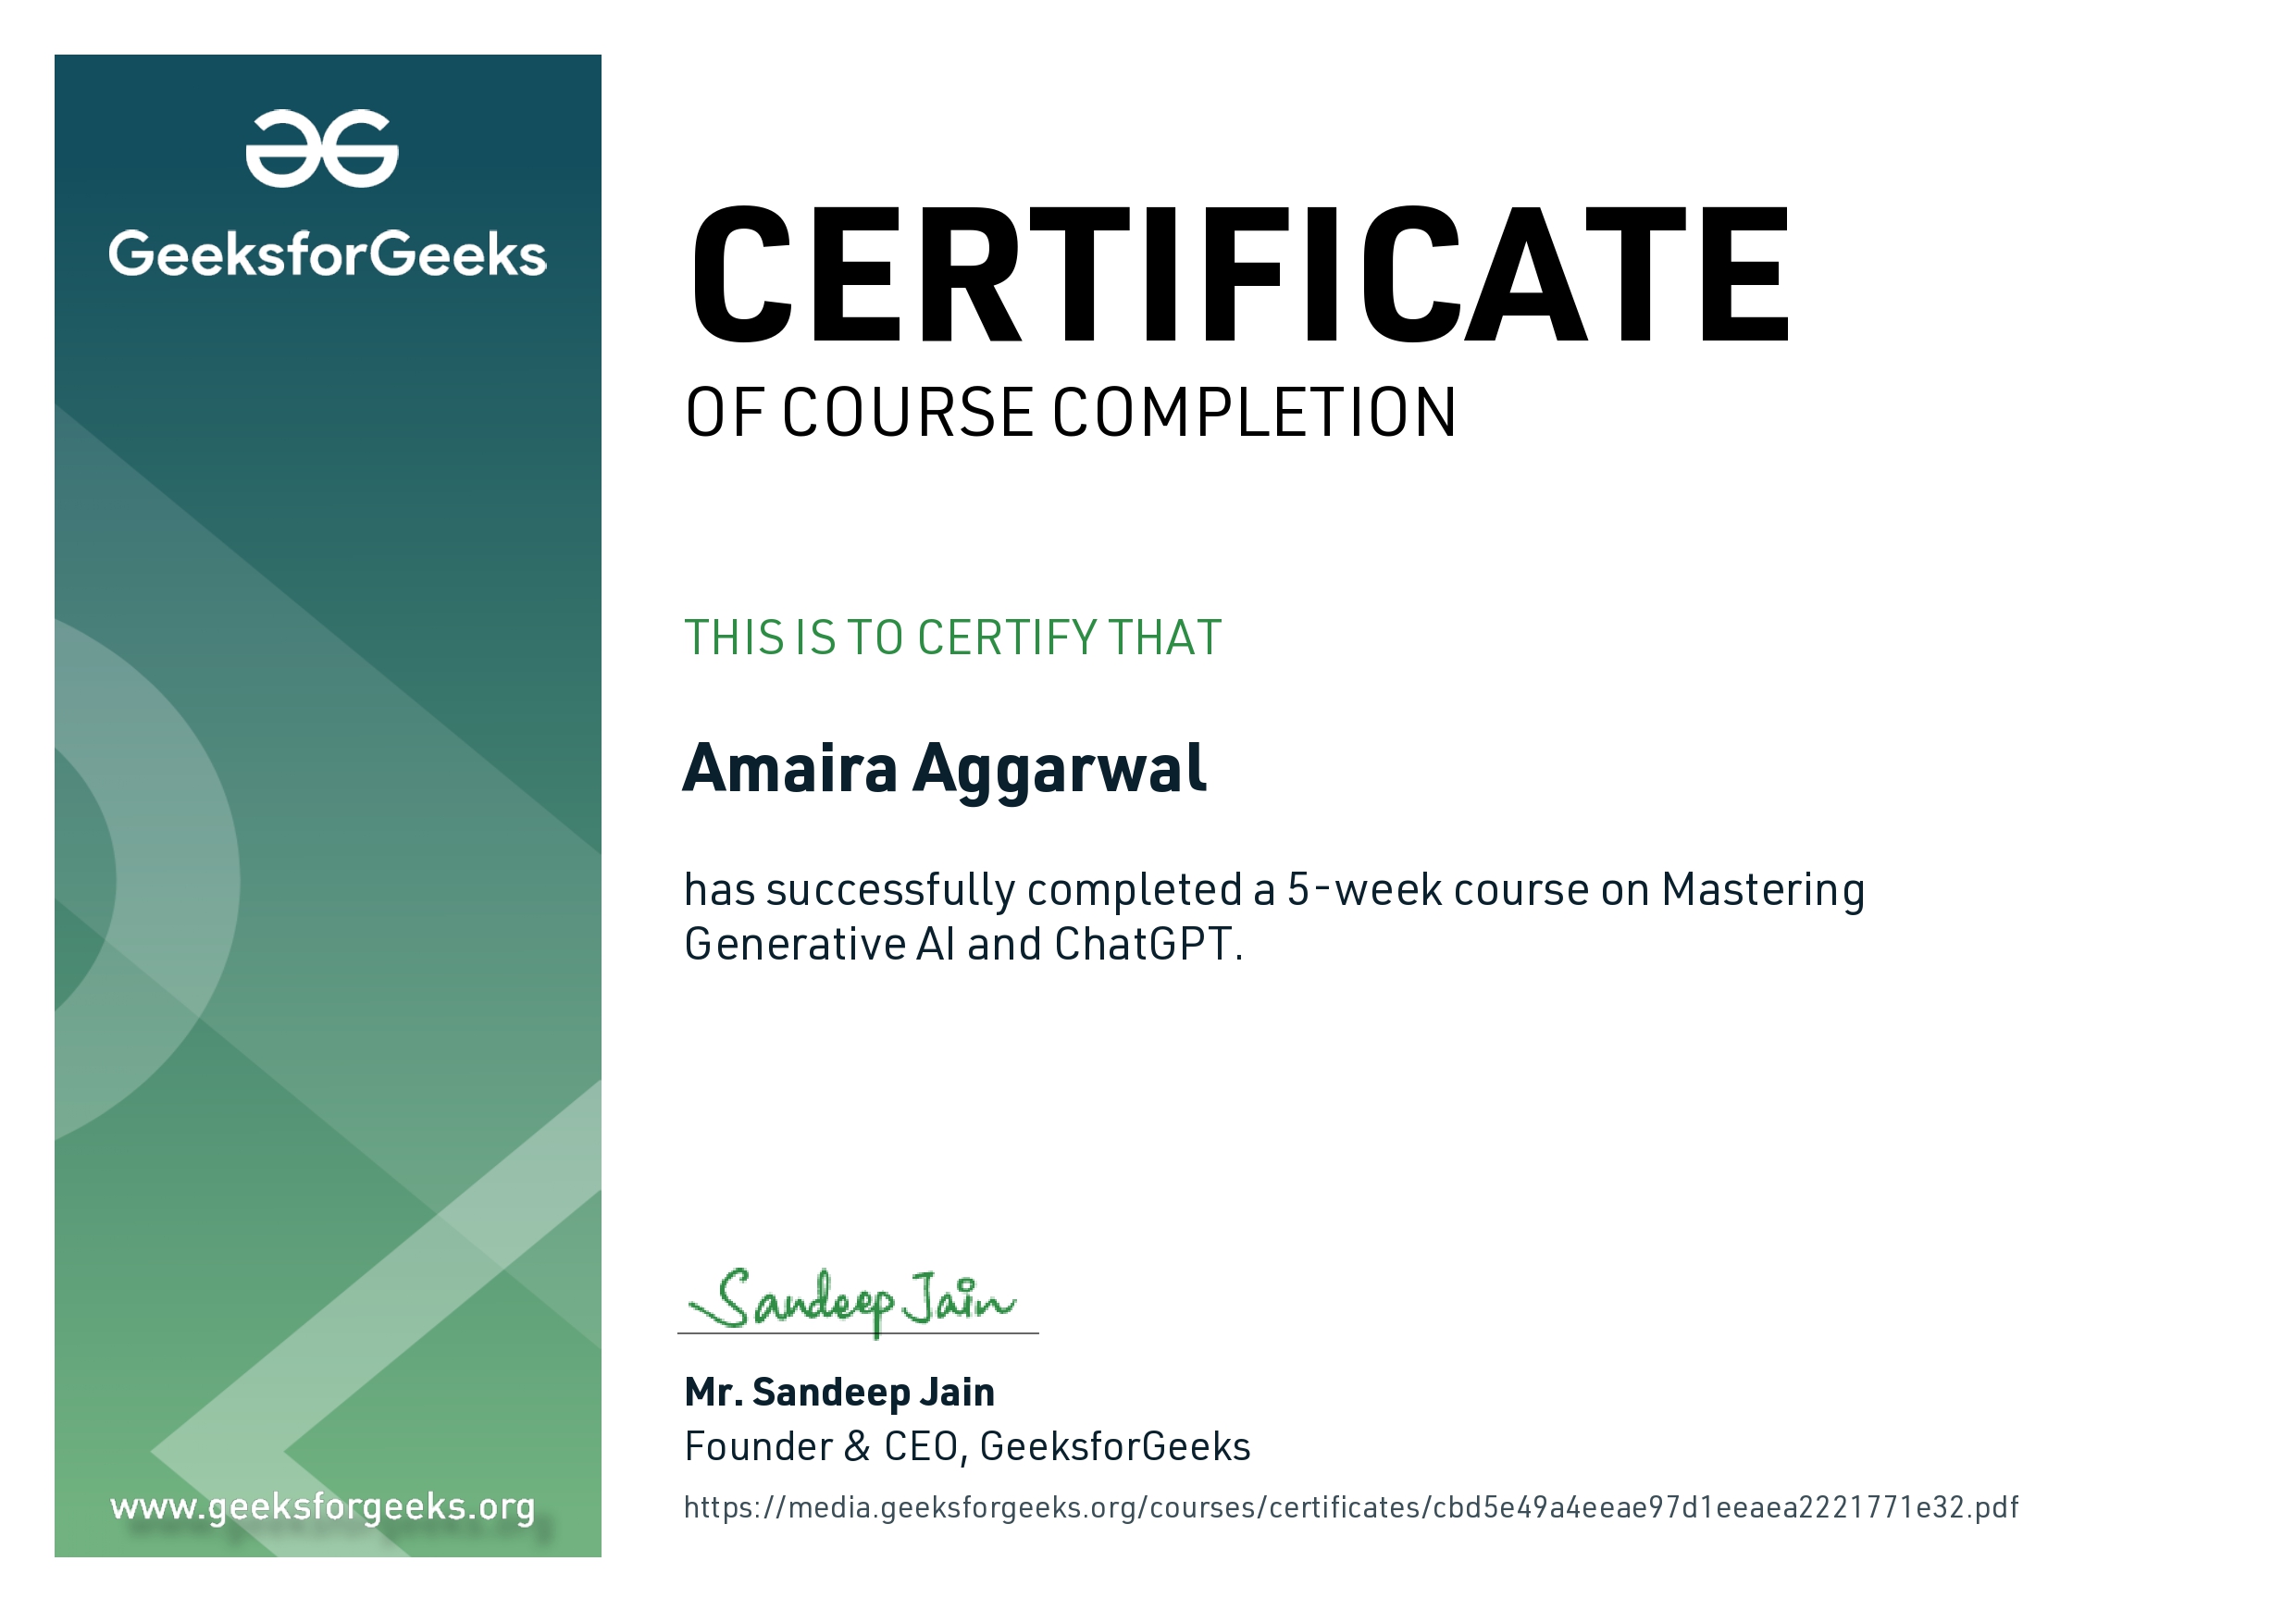 GeeksforGeeks
CERTIFICATE
OF COURSE COMPLETION
THIS IS TO CERTIFY THAT
Amaira Aggarwal
has successfully completed a 5-week course on Mastering
Generative AI and ChatGPT.
Sandeep Jain
Mr. Sandeep Jain
Founder & CEO, GeeksforGeeks
https://media.geeksforgeeks.org/courses/certificates/cbd5e49a4eeae97d1eeaea2221771e32.pdf
www.geeksforgeeks.org